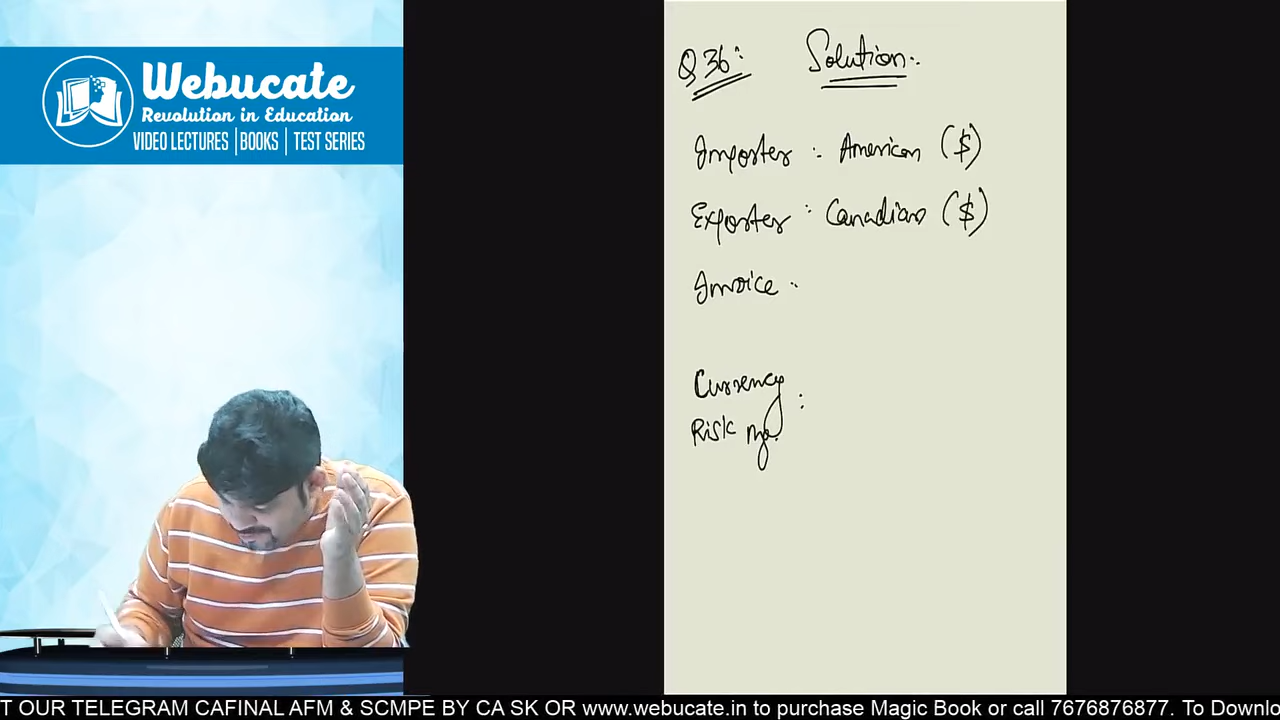 Webucate
Revolution in Education
VIDEO LECTURES | BOOKS | TEST SERIES
Q 36: Solution:
Importer : American ($)
Exporter : Canadian ($)
Invoice :
Currency
Risk Mg. :
T OUR TELEGRAM CAFINAL AFM & SCMPE BY CA SK OR www.webucate.in to purchase Magic Book or call 7676876877. To Downlo